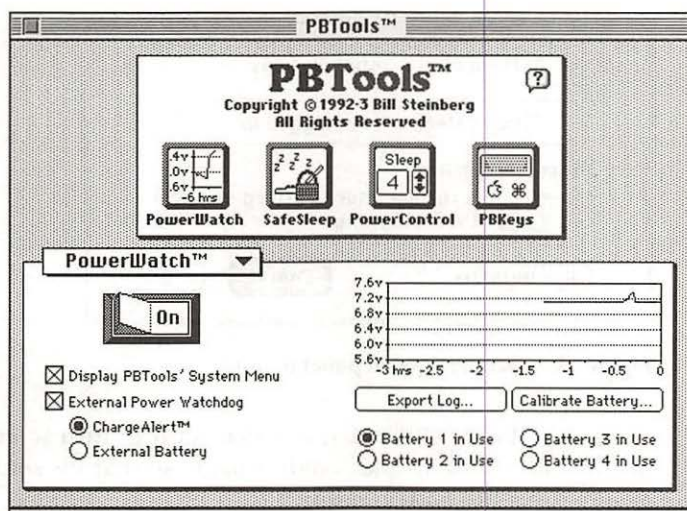 PBTools™
PBTools™
?
Copyright © 1992-3 Bill Steinberg
All Rights Reserved
.4v
.0v
.6v
-6 hrs
z z z z z
Sleep
4
⌘
PowerWatch SafeSleep PowerControl PBKeys
PowerWatch™
On
Display PBTools' System Menu
External Power Watchdog
ChargeAlert™
External Battery
7.6v
7.2v
6.8v
6.4v
6.0v
5.6v
-3 hrs -2.5 -2 -1.5 -1 -0.5 0
Export Log... Calibrate Battery...
Battery 1 in Use Battery 3 in Use
Battery 2 in Use Battery 4 in Use